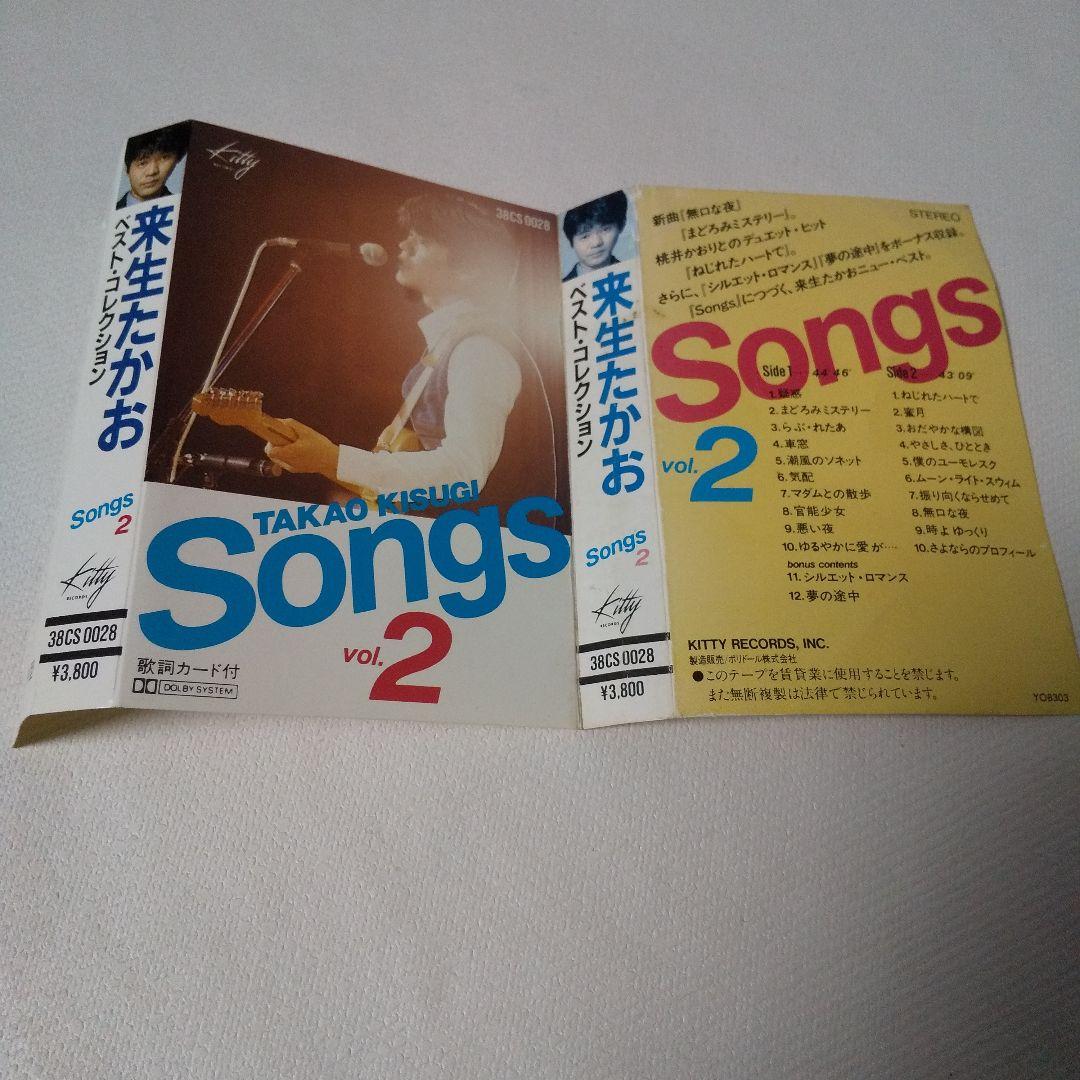 来生たかお
ベスト・コレクション
Songs
2
Kitty
RECORDS
38CS 0028
¥3,800
Kitty
RECORDS
38CS 0028
TAKAO KISUGI
Songs
vol.2
歌詞カード付
DOLBY SYSTEM
来生たかお
ベスト・コレクション
Songs
2
Kitty
RECORDS
38CS 0028
¥3,800
STEREO
新曲『無口な夜』
『まどろみミステリー』。
桃井かおりとのデュエット・ヒット
『ねじれたハートで』。
さらに、『シルエット・ロマンス』『夢の途中』をボーナス収録。
『Songs』につづく、来生たかおニュー・ベスト。
Songs
vol.2
Side 1 … 44′46″
1.疑惑
2.まどろみミステリー
3.らぶ・れたあ
4.車窓
5.潮風のソネット
6.気配
7.マダムとの散歩
8.官能少女
9.悪い夜
10.ゆるやかに愛が…
bonus contents
11.シルエット・ロマンス
12.夢の途中
Side 2 43′09″
1.ねじれたハートで
2.蜜月
3.おだやかな構図
4.やさしさ、ひととき
5.僕のユーモレスク
6.ムーン・ライト・スウィム
7.振り向くならせめて
8.無口な夜
9.時よ ゆっくり
10.さよならのプロフィール
KITTY RECORDS, INC.
製造販売/ポリドール株式会社
●このテープを賃貸業に使用することを禁じます。
また無断複製は法律で禁じられています。
YO8303